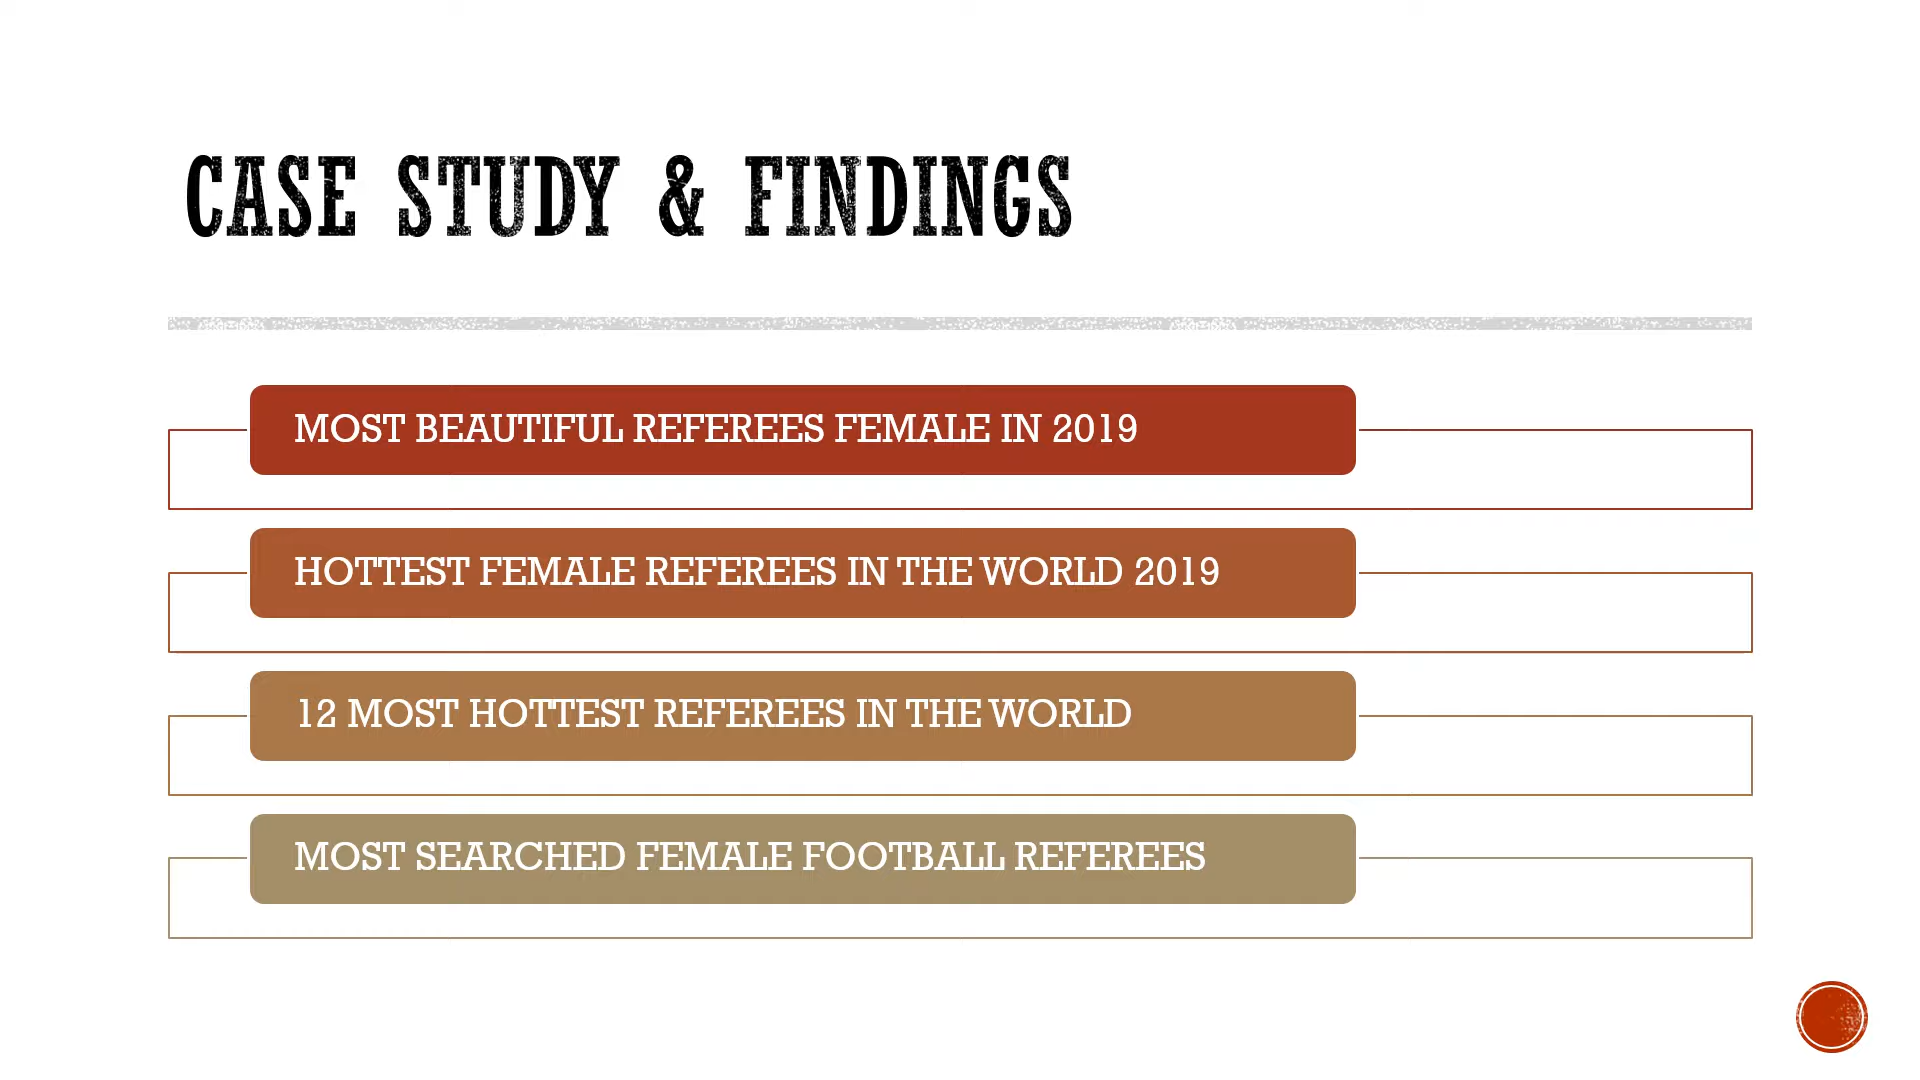 CASE STUDY & FINDINGS
MOST BEAUTIFUL REFEREES FEMALE IN 2019
HOTTEST FEMALE REFEREES IN THE WORLD 2019
12 MOST HOTTEST REFEREES IN THE WORLD
MOST SEARCHED FEMALE FOOTBALL REFEREES